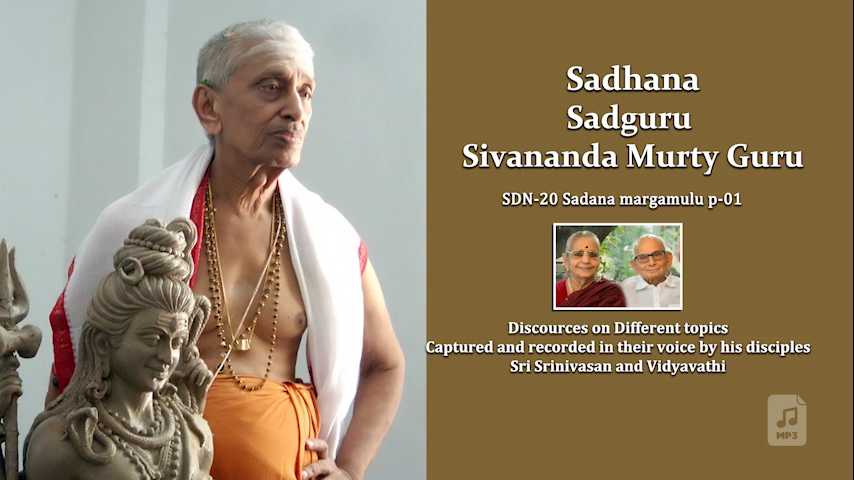 Sadhana
Sadguru
Sivananda Murty Guru
SDN-20 Sadana margamulu p-01
Discources on Different topics
Captured and recorded in their voice by his disciples
Sri Srinivasan and Vidyavathi
MP3